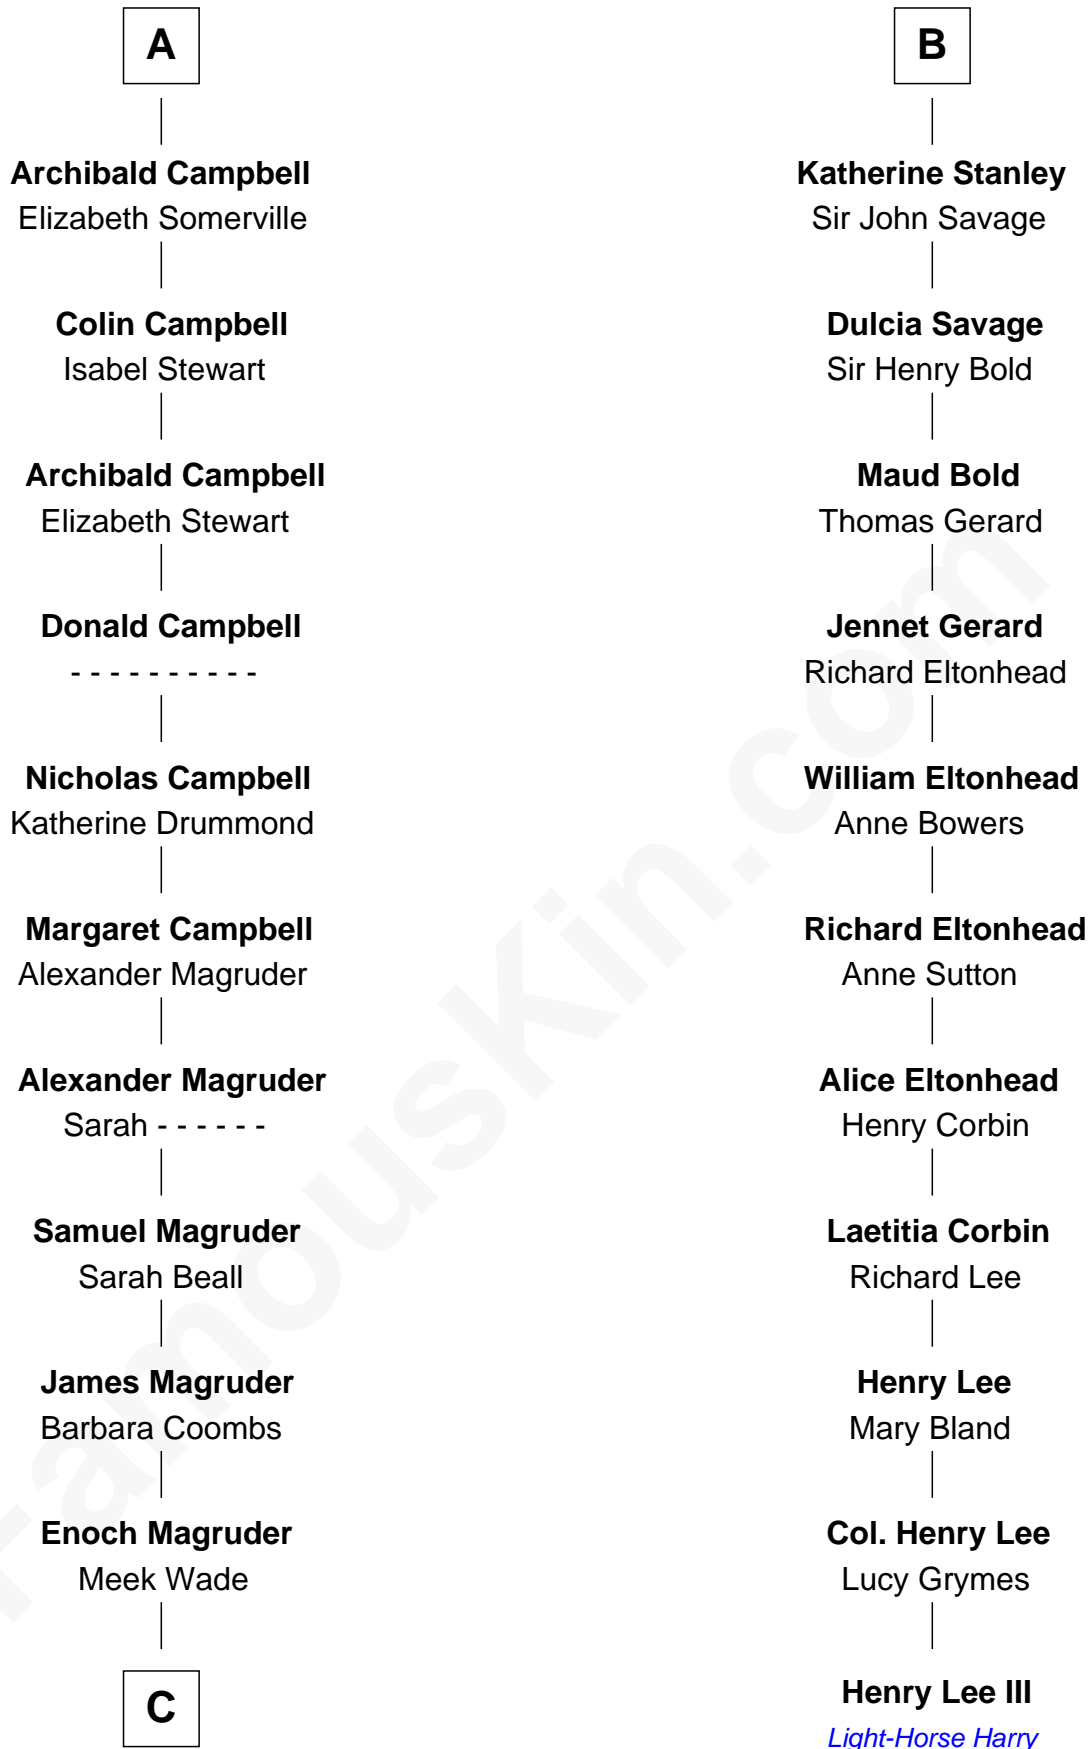 A
Archibald Campbell
Elizabeth Somerville
Colin Campbell
Isabel Stewart
Archibald Campbell
Elizabeth Stewart
Donald Campbell
- - - - - - - - - -
Nicholas Campbell
Katherine Drummond
Margaret Campbell
Alexander Magruder
Alexander Magruder
Sarah - - - - - -
Samuel Magruder
Sarah Beall
James Magruder
Barbara Coombs
Enoch Magruder
Meek Wade
C
B
Katherine Stanley
Sir John Savage
Dulcia Savage
Sir Henry Bold
Maud Bold
Thomas Gerard
Jennet Gerard
Richard Eltonhead
William Eltonhead
Anne Bowers
Richard Eltonhead
Anne Sutton
Alice Eltonhead
Henry Corbin
Laetitia Corbin
Richard Lee
Henry Lee
Mary Bland
Col. Henry Lee
Lucy Grymes
Henry Lee III
Light-Horse Harry
FamousKin.com